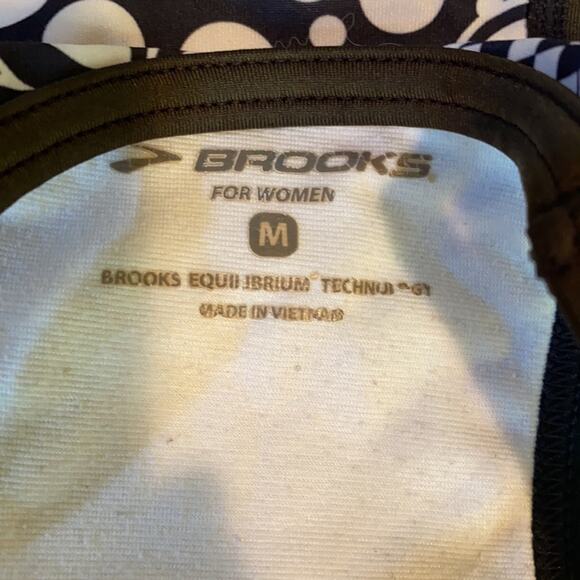 BROOKS
FOR WOMEN
M
BROOKS EQUILIBRIUM TECHNOLOGY
MADE IN VIETNAM